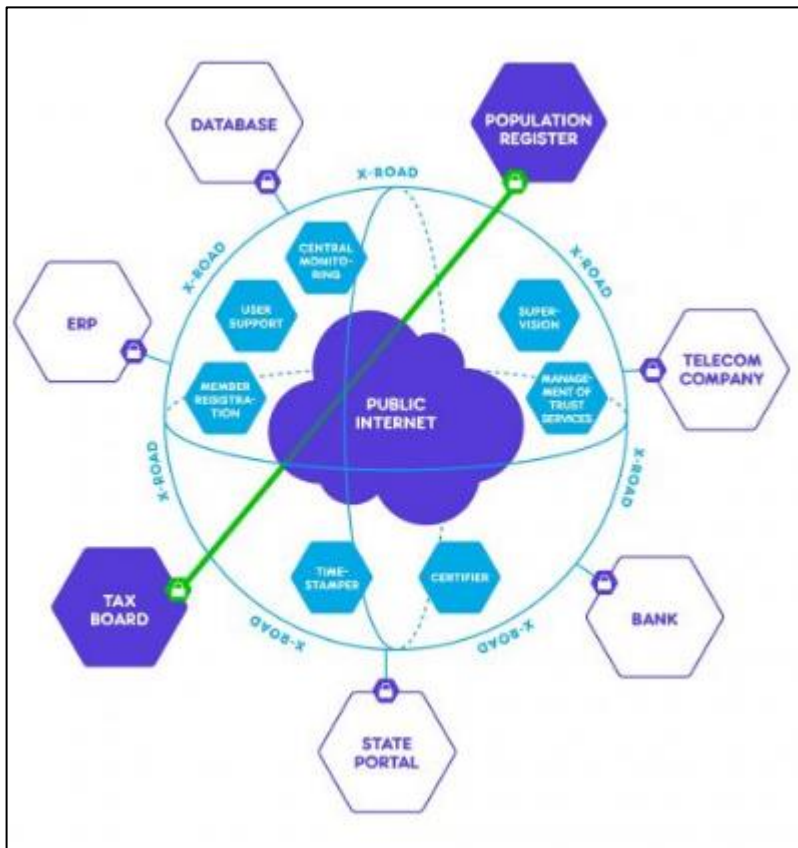 DATABASE
POPULATION
REGISTER
X-ROAD
X-ROAD
X-ROAD
CENTRAL
MONITO-
RING
USER
SUPPORT
SUPER-
VISION
ERP
TELECOM
COMPANY
MEMBER
REGISTRA-
TION
PUBLIC
INTERNET
MANAGE-
MENT OF
TRUST
SERVICES
X-ROAD
X-ROAD
TIME-
STAMPER
CERTIFIER
TAX
BOARD
BANK
X-ROAD
X-ROAD
STATE
PORTAL